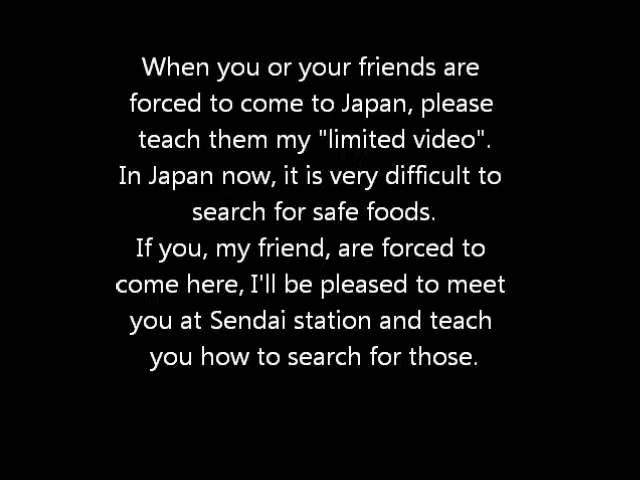 When you or your friends are
forced to come to Japan, please
teach them my "limited video".
In Japan now, it is very difficult to
search for safe foods.
If you, my friend, are forced to
come here, I'll be pleased to meet
you at Sendai station and teach
you how to search for those.